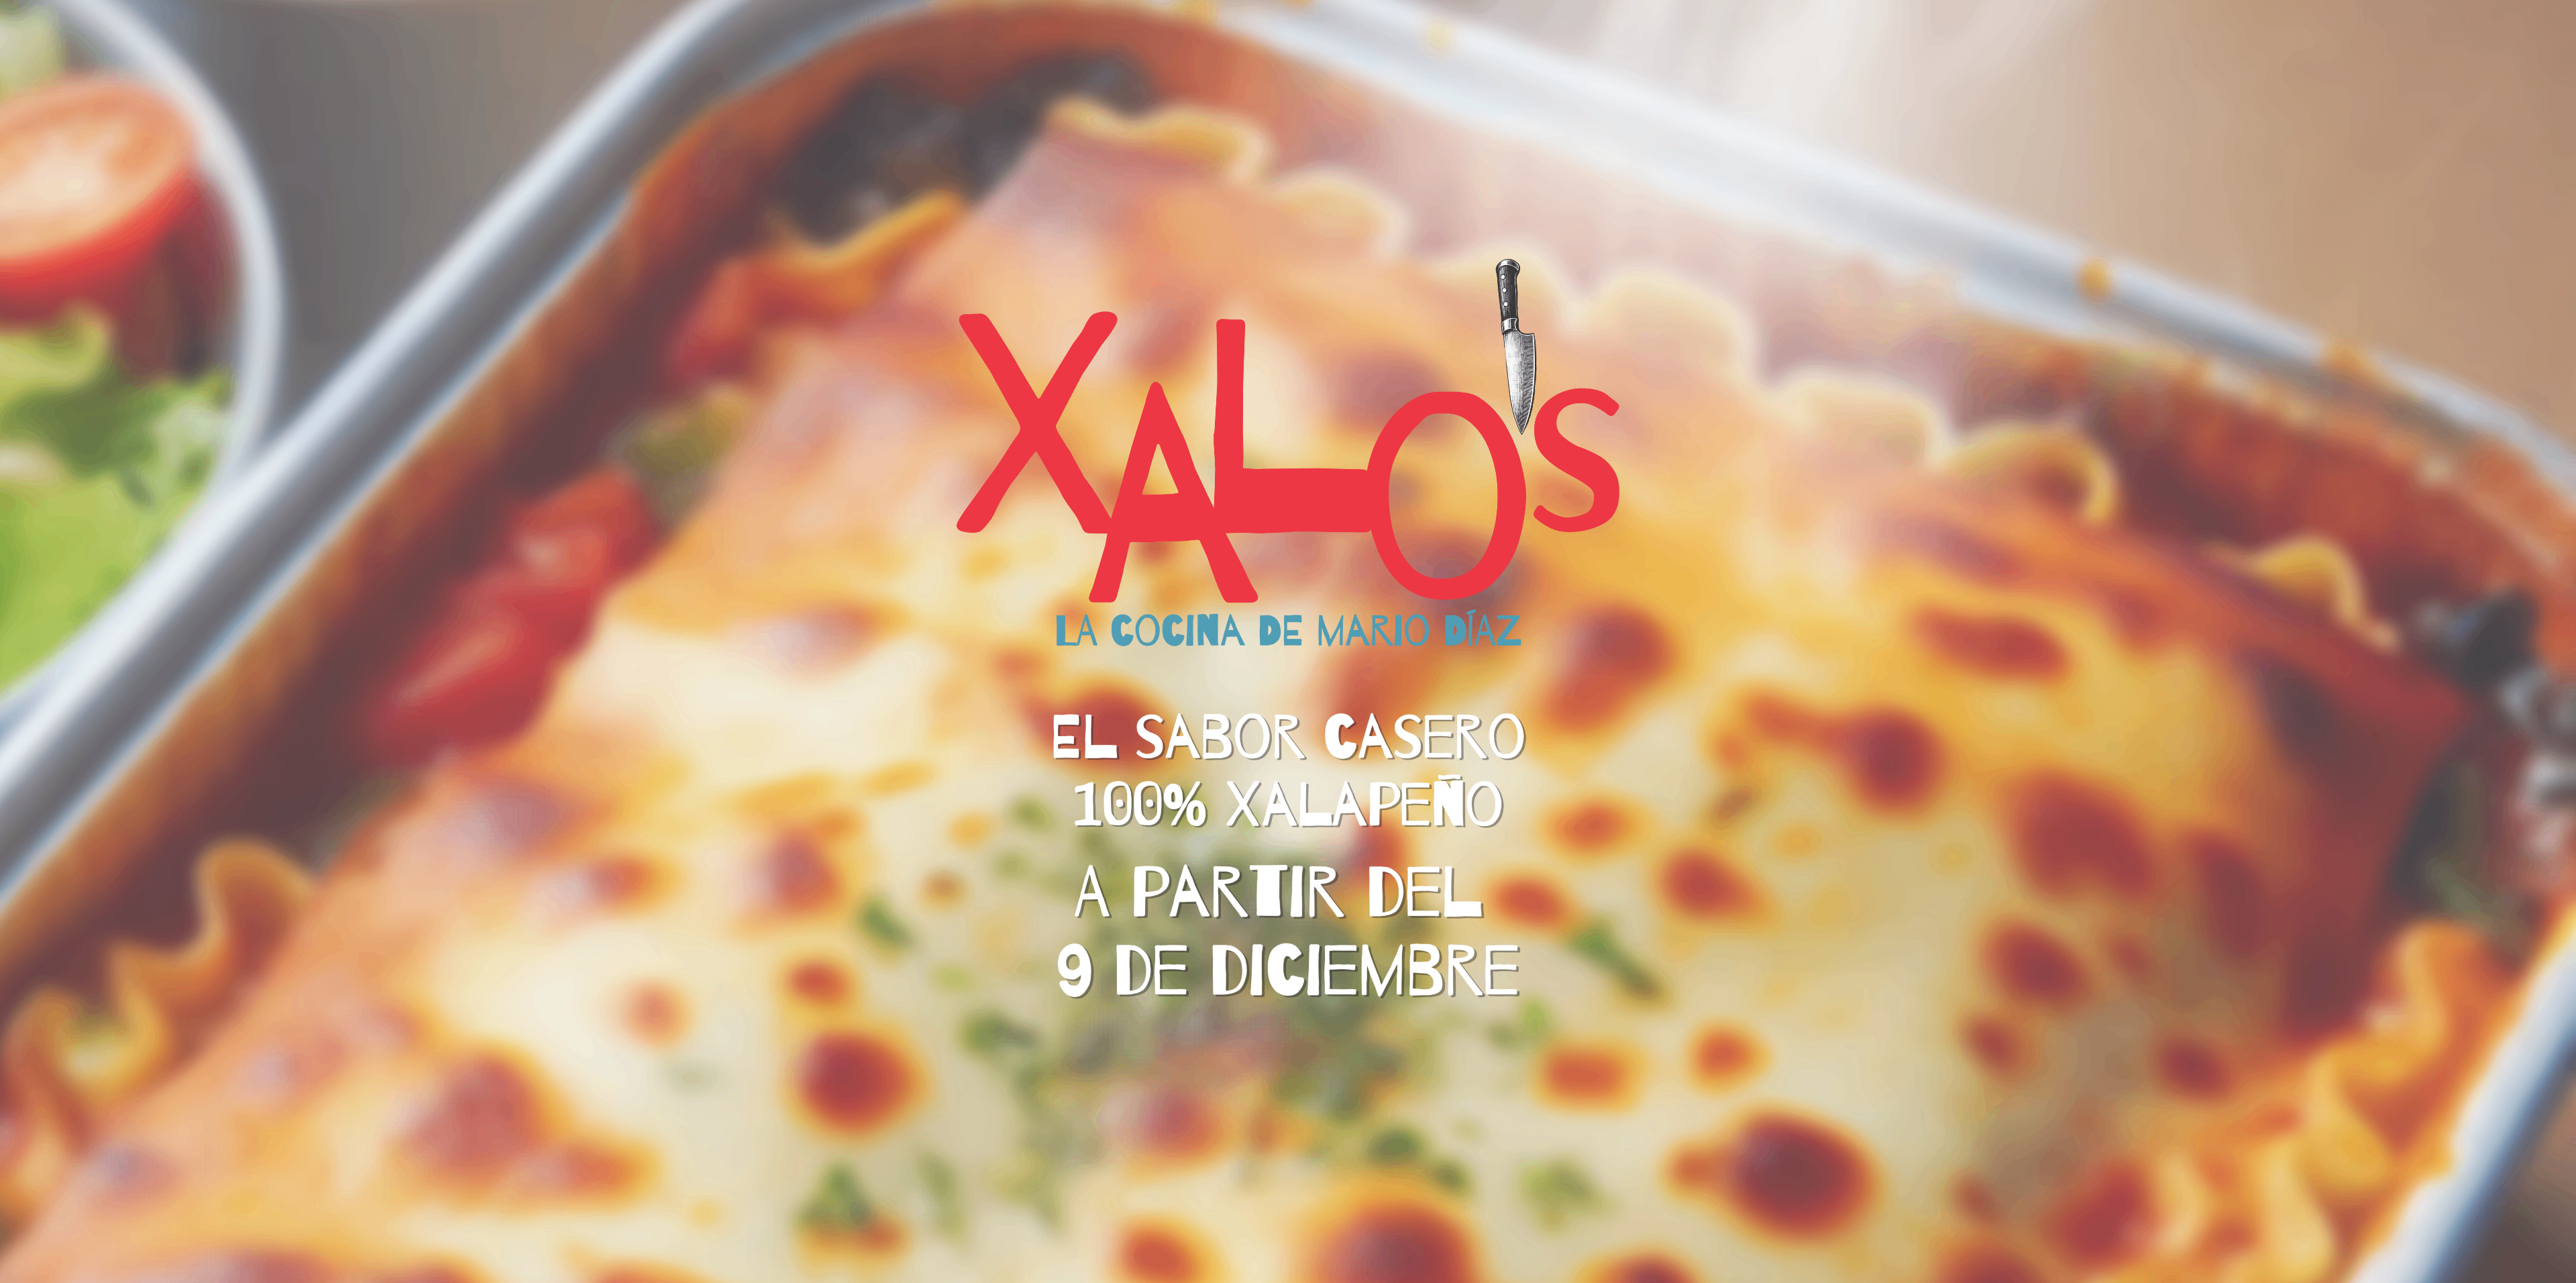 XALO'S
LA COCINA DE MARIO DÍAZ
EL SABOR CASERO
100% XALAPEÑO
A PARTIR DEL
9 DE DICIEMBRE